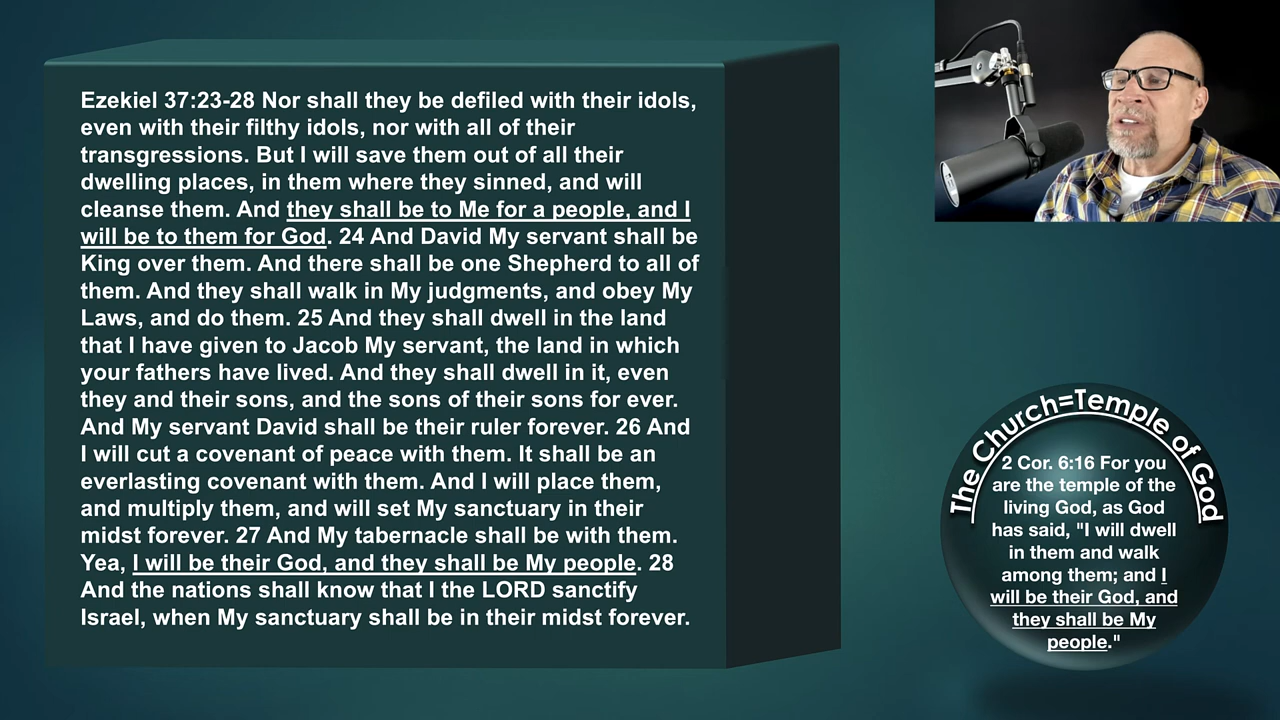 Ezekiel 37:23-28 Nor shall they be defiled with their idols,
even with their filthy idols, nor with all of their
transgressions. But I will save them out of all their
dwelling places, in them where they sinned, and will
cleanse them. And they shall be to Me for a people, and I
will be to them for God. 24 And David My servant shall be
King over them. And there shall be one Shepherd to all of
them. And they shall walk in My judgments, and obey My
Laws, and do them. 25 And they shall dwell in the land
that I have given to Jacob My servant, the land in which
your fathers have lived. And they shall dwell in it, even
they and their sons, and the sons of their sons for ever.
And My servant David shall be their ruler forever. 26 And
I will cut a covenant of peace with them. It shall be an
everlasting covenant with them. And I will place them,
and multiply them, and will set My sanctuary in their
midst forever. 27 And My tabernacle shall be with them.
Yea, I will be their God, and they shall be My people. 28
And the nations shall know that I the LORD sanctify
Israel, when My sanctuary shall be in their midst forever.
The Church=Temple of God
2 Cor. 6:16 For you
are the temple of the
living God, as God
has said, "I will dwell
in them and walk
among them; and I
will be their God, and
they shall be My
people."